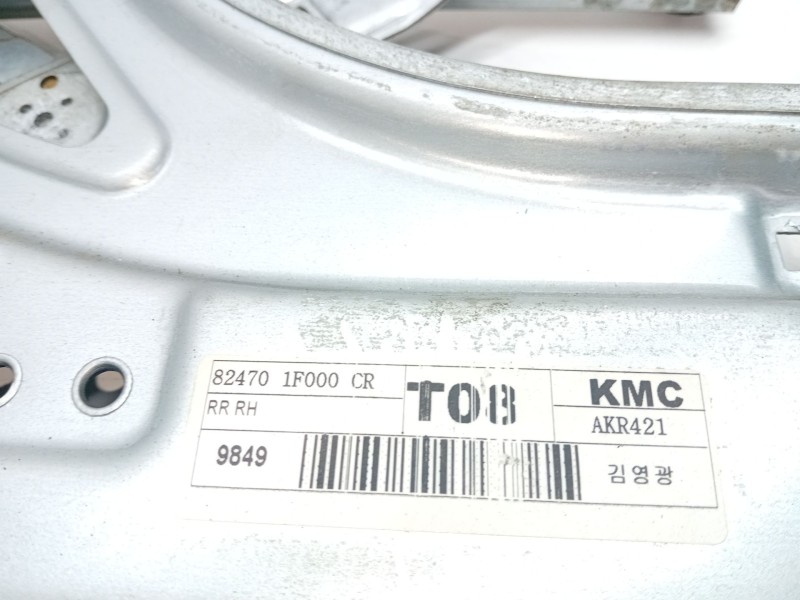 82470 1F000 CR
T08
KMC
RR RH
AKR421
9849
김영광